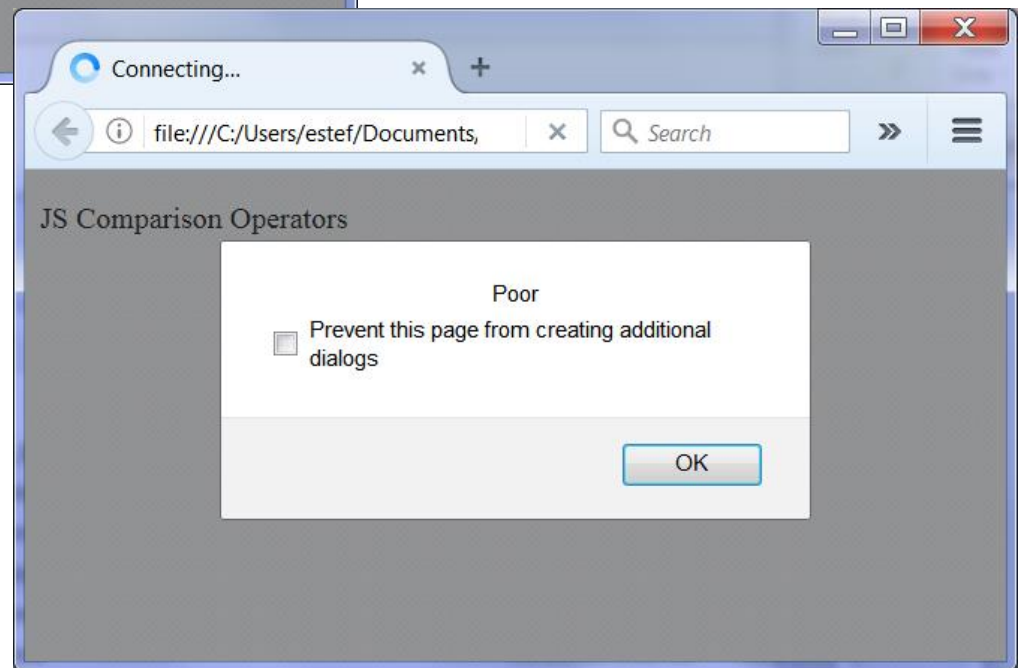 Connecting...
file:///C:/Users/estef/Documents,
Search
JS Comparison Operators
Poor
Prevent this page from creating additional
dialogs
OK